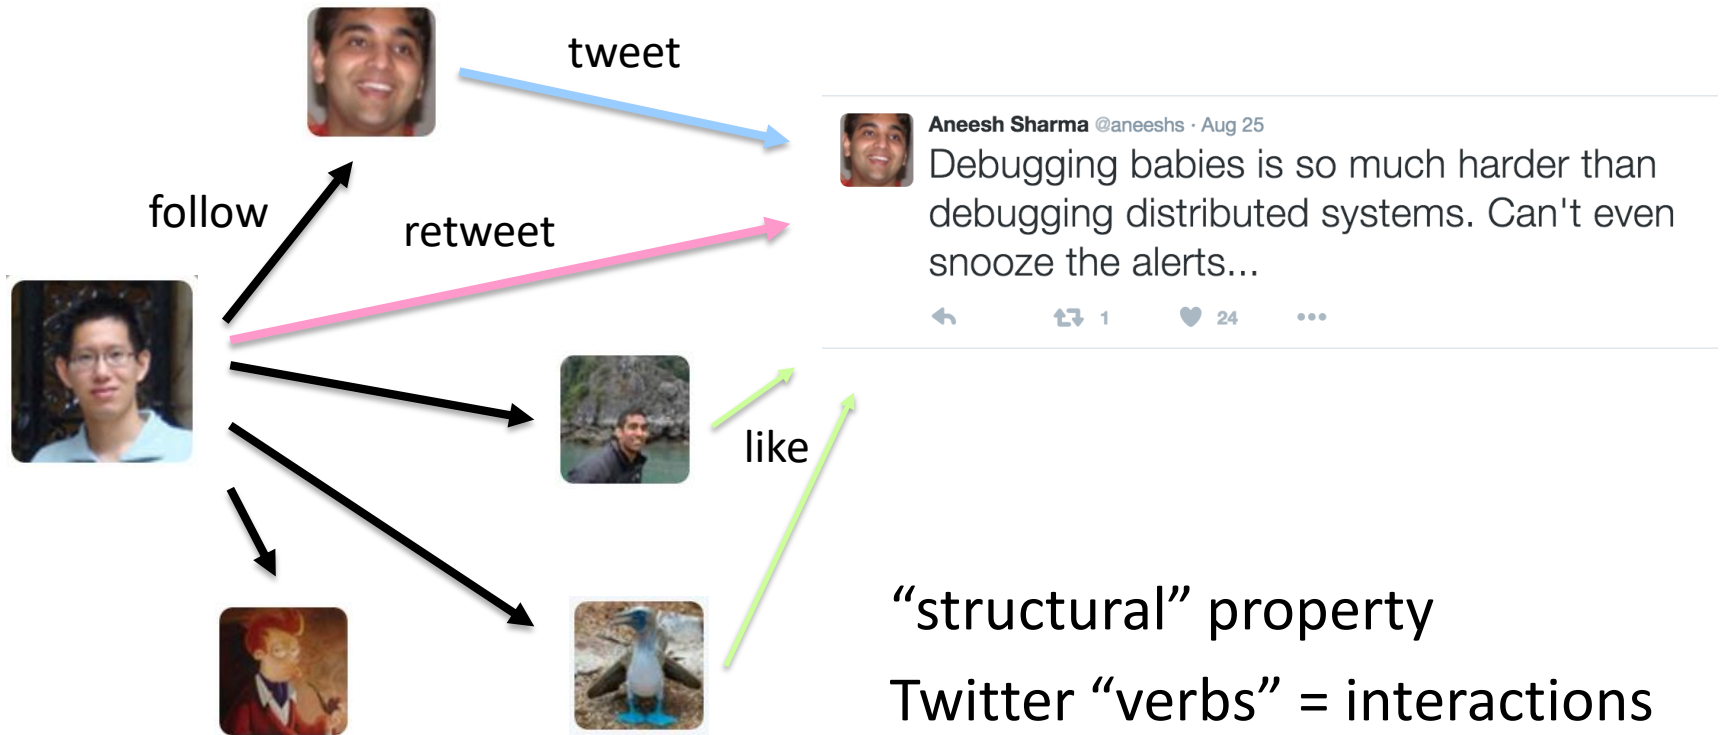 tweet
follow
retweet
like
Aneesh Sharma @aneeshs · Aug 25
Debugging babies is so much harder than
debugging distributed systems. Can't even
snooze the alerts...
1 24
“structural” property
Twitter “verbs” = interactions